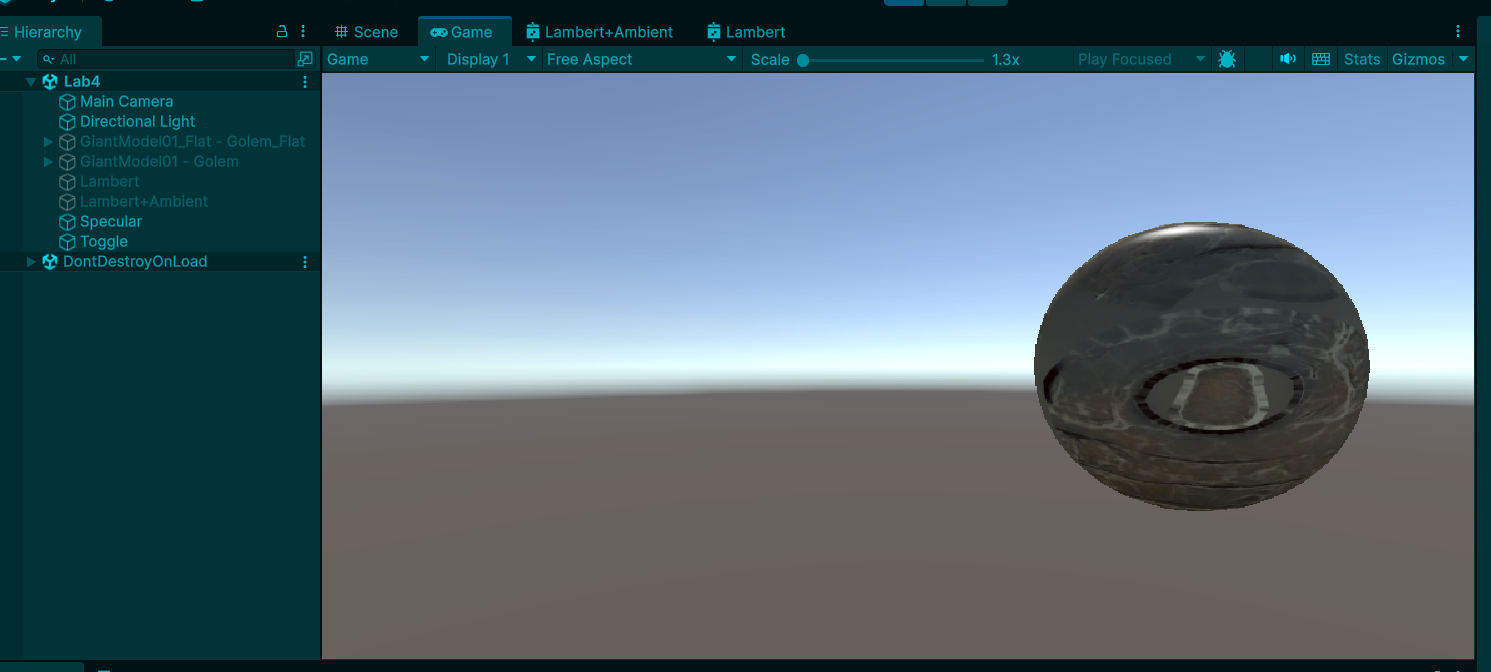 Hierarchy
Scene
Game
Lambert+Ambient
Lambert
All
Game
Display 1
Free Aspect
Scale
1.3x
Play Focused
Stats
Gizmos
Lab4
Main Camera
Directional Light
GiantModel01_Flat - Golem_Flat
GiantModel01 - Golem
Lambert
Lambert+Ambient
Specular
Toggle
DontDestroyOnLoad